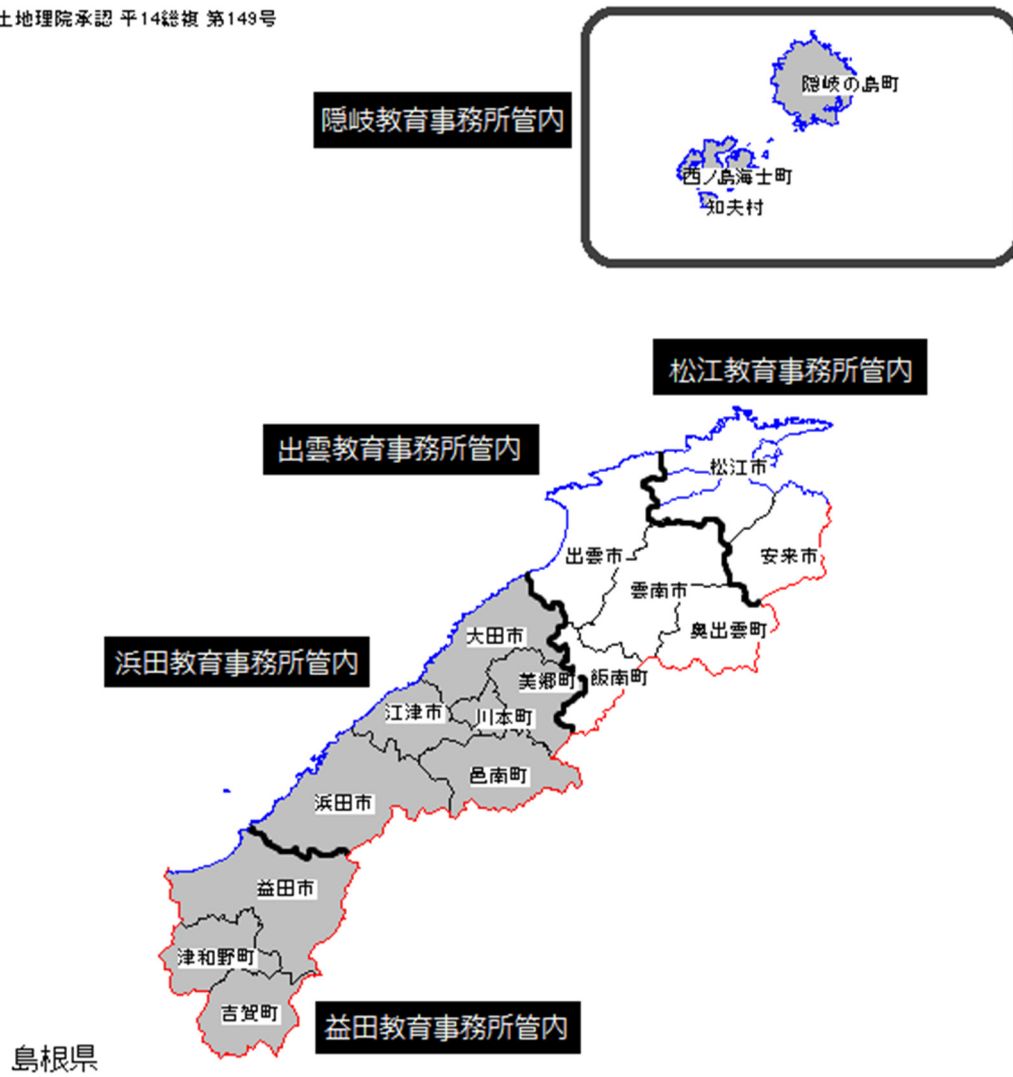 土地理院承認 平14総複 第149号
隠岐教育事務所管内
隠岐の島町
西ノ島海士町
知夫村
松江教育事務所管内
出雲教育事務所管内
松江市
出雲市
安来市
雲南市
奥出雲町
大田市
浜田教育事務所管内
美郷町
飯南町
江津市
川本町
邑南町
浜田市
益田市
津和野町
吉賀町
益田教育事務所管内
島根県